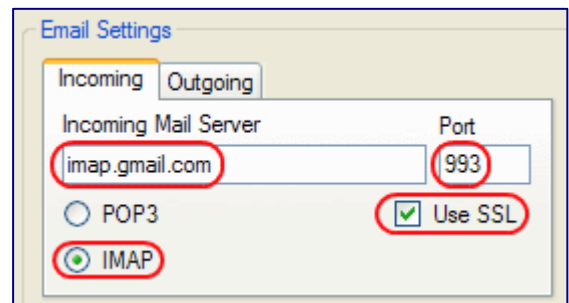 Email Settings
Incoming Outgoing
Incoming Mail Server Port
imap.gmail.com 993
POP3 Use SSL
IMAP